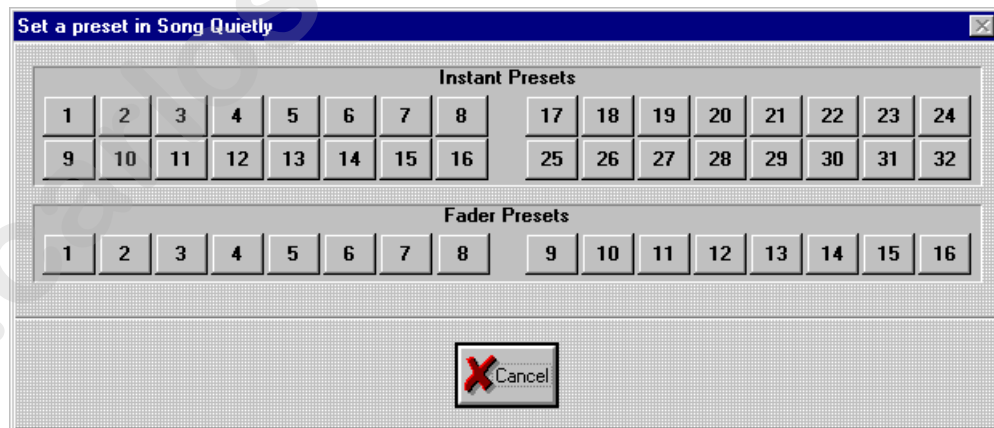 Set a preset in Song Quietly
Instant Presets
1 2 3 4 5 6 7 8 17 18 19 20 21 22 23 24
9 10 11 12 13 14 15 16 25 26 27 28 29 30 31 32
Fader Presets
1 2 3 4 5 6 7 8 9 10 11 12 13 14 15 16
Cancel